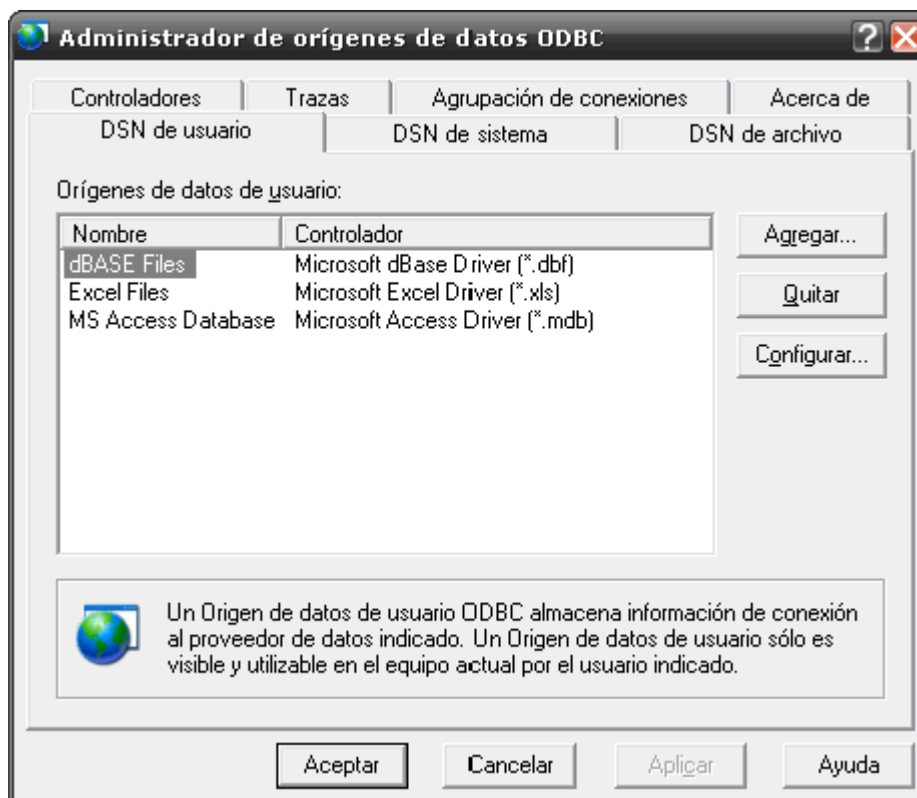 Administrador de orígenes de datos ODBC
Controladores Trazas Agrupación de conexiones Acerca de
DSN de usuario DSN de sistema DSN de archivo
Orígenes de datos de usuario:
Nombre Controlador
dBASE Files Microsoft dBase Driver (*.dbf)
Excel Files Microsoft Excel Driver (*.xls)
MS Access Database Microsoft Access Driver (*.mdb)
Agregar...
Quitar
Configurar...
Un Origen de datos de usuario ODBC almacena información de conexión
al proveedor de datos indicado. Un Origen de datos de usuario sólo es
visible y utilizable en el equipo actual por el usuario indicado.
Aceptar Cancelar Aplicar Ayuda